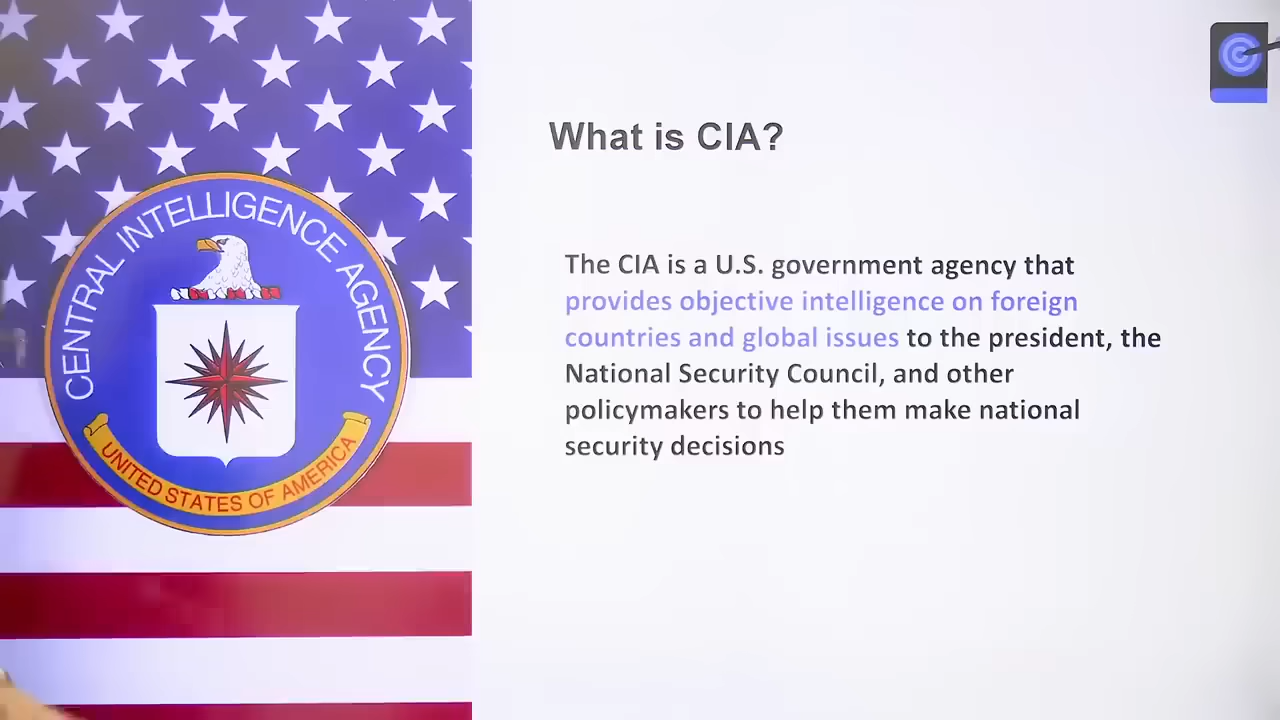 CENTRAL INTELLIGENCE AGENCY
UNITED STATES OF AMERICA
What is CIA?
The CIA is a U.S. government agency that
provides objective intelligence on foreign
countries and global issues to the president, the
National Security Council, and other
policymakers to help them make national
security decisions